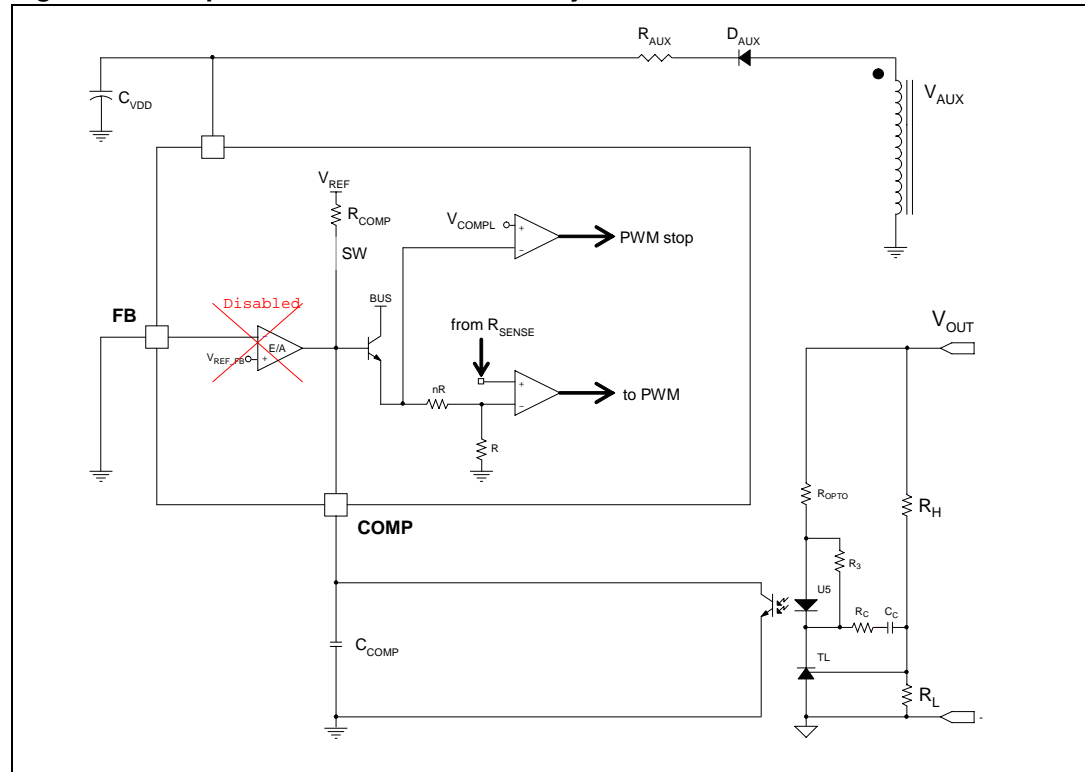 R_AUX
D_AUX
V_AUX
C_VDD
V_REF
R_COMP
V_COMPL
+
-
PWM stop
SW
BUS
Disabled
FB
-
E/A
V_REF_FB
+
from R_SENSE
V_OUT
nR
+
-
to PWM
R
R_OPTO
R_H
COMP
R_3
U5
R_C
C_C
C_COMP
TL
R_L
-